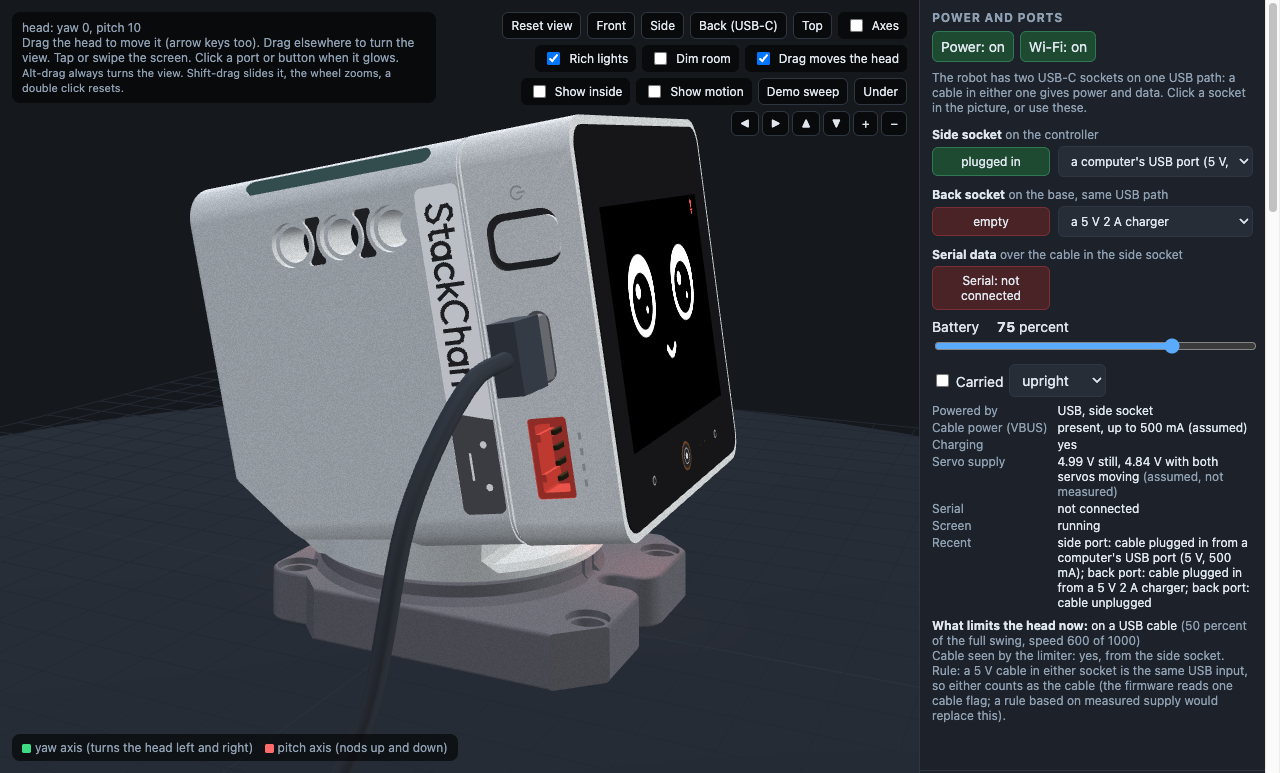 head: yaw 0, pitch 10
Drag the head to move it (arrow keys too). Drag elsewhere to turn the
view. Tap or swipe the screen. Click a port or button when it glows.
Alt-drag always turns the view. Shift-drag slides it, the wheel zooms, a
double click resets.
Reset view
Front
Side
Back (USB-C)
Top
Axes
Rich lights
Dim room
Drag moves the head
Show inside
Show motion
Demo sweep
Under
◀
▶
▲
▼
+
−
StackChan
yaw axis (turns the head left and right)
pitch axis (nods up and down)
POWER AND PORTS
Power: on
Wi-Fi: on
The robot has two USB-C sockets on one USB path: a
cable in either one gives power and data. Click a socket
in the picture, or use these.
Side socket on the controller
plugged in
a computer's USB port (5 V,
Back socket on the base, same USB path
empty
a 5 V 2 A charger
Serial data over the cable in the side socket
Serial: not
connected
Battery 75 percent
Carried
upright
Powered by USB, side socket
Cable power (VBUS) present, up to 500 mA (assumed)
Charging yes
Servo supply 4.99 V still, 4.84 V with both
servos moving (assumed, not
measured)
Serial not connected
Screen running
Recent side port: cable plugged in from a
computer's USB port (5 V, 500
mA); back port: cable plugged in
from a 5 V 2 A charger; back port:
cable unplugged
What limits the head now: on a USB cable (50 percent
of the full swing, speed 600 of 1000)
Cable seen by the limiter: yes, from the side socket.
Rule: a 5 V cable in either socket is the same USB input,
so either counts as the cable (the firmware reads one
cable flag; a rule based on measured supply would
replace this).